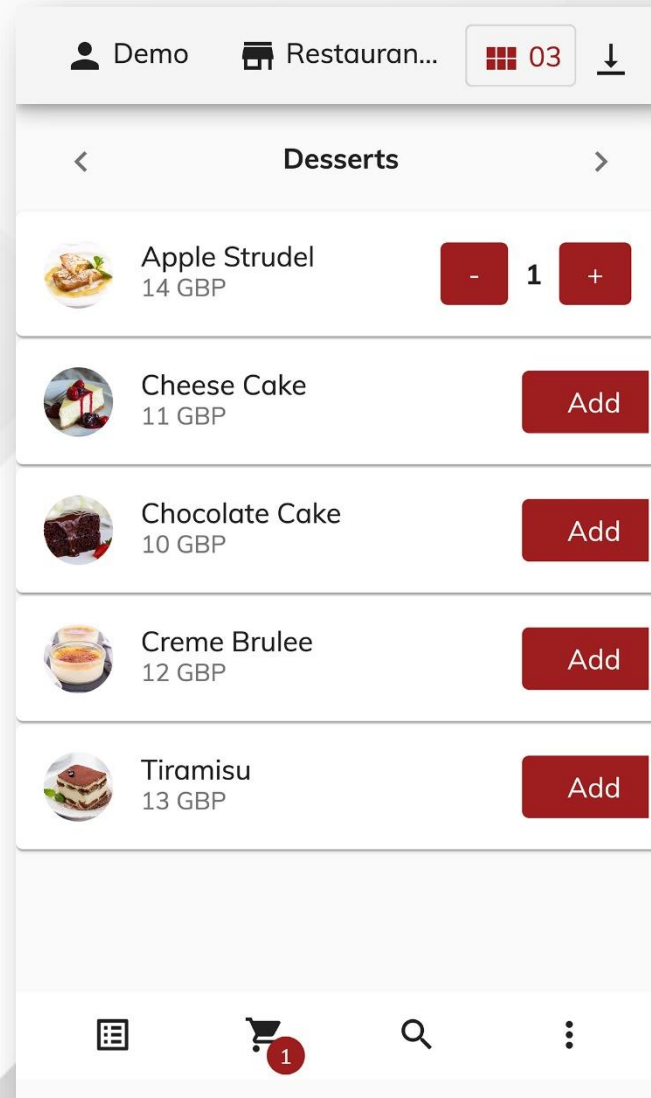 Demo Restauran... 03
Desserts
Apple Strudel
14 GBP
- 1 +
Cheese Cake
11 GBP
Add
Chocolate Cake
10 GBP
Add
Creme Brulee
12 GBP
Add
Tiramisu
13 GBP
Add
1